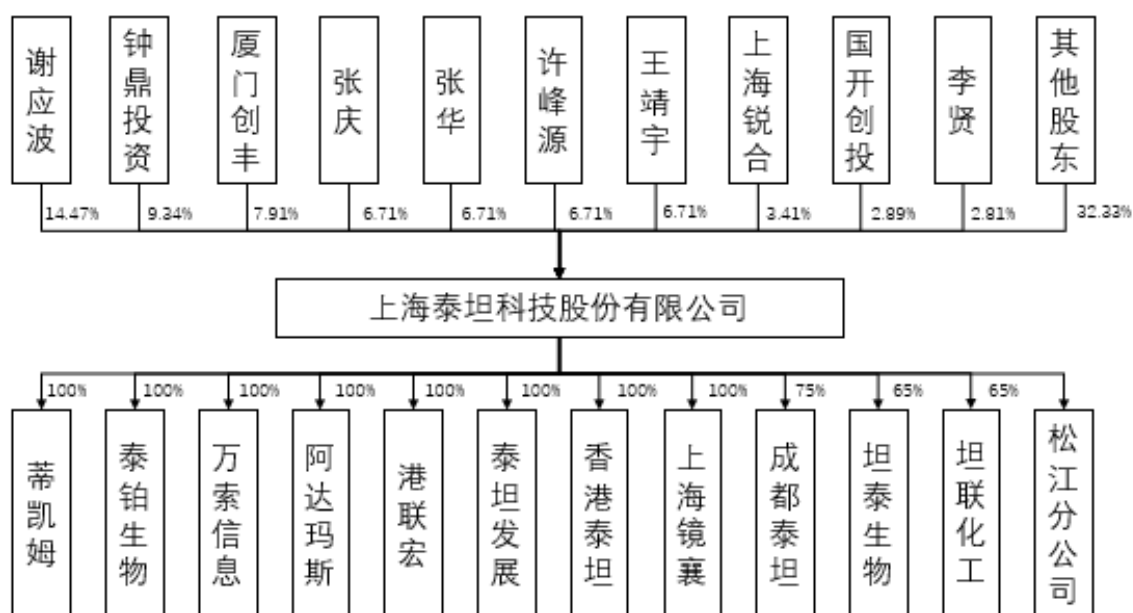 谢应波
钟鼎投资
厦门创丰
张庆
张华
许峰源
王靖宇
上海锐合
国开创投
李贤
其他股东
14.47%
9.34%
7.91%
6.71%
6.71%
6.71%
6.71%
3.41%
2.89%
2.81%
32.33%
上海泰坦科技股份有限公司
100%
100%
100%
100%
100%
100%
100%
100%
75%
65%
65%
蒂凯姆
泰铂生物
万索信息
阿达玛斯
港联宏
泰坦发展
香港泰坦
上海镜襄
成都泰坦
坦泰生物
坦联化工
松江分公司